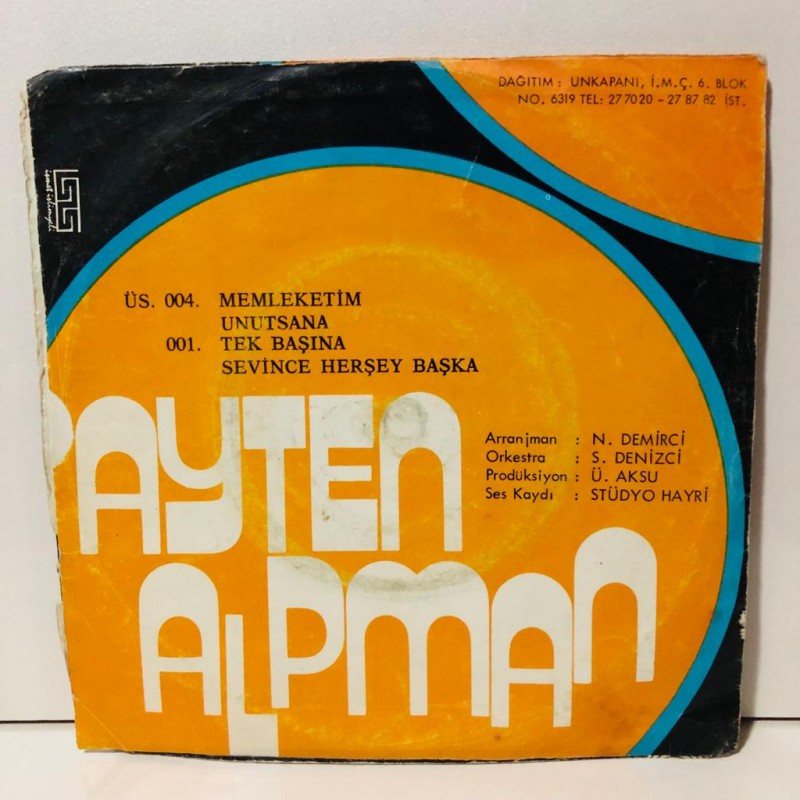 DAĞITIM : UNKAPANI, İ.M.Ç. 6. BLOK
NO. 6319 TEL: 27 70 20 - 27 87 82 İST.
ÜS. 004. MEMLEKETİM
UNUTSANA
001. TEK BAŞINA
SEVİNCE HERŞEY BAŞKA
AYTEN
ALPMAN
Arranjman : N. DEMİRCİ
Orkestra : S. DENİZCİ
Prodüksiyon : Ü. AKSU
Ses Kaydı : STÜDYO HAYRİ